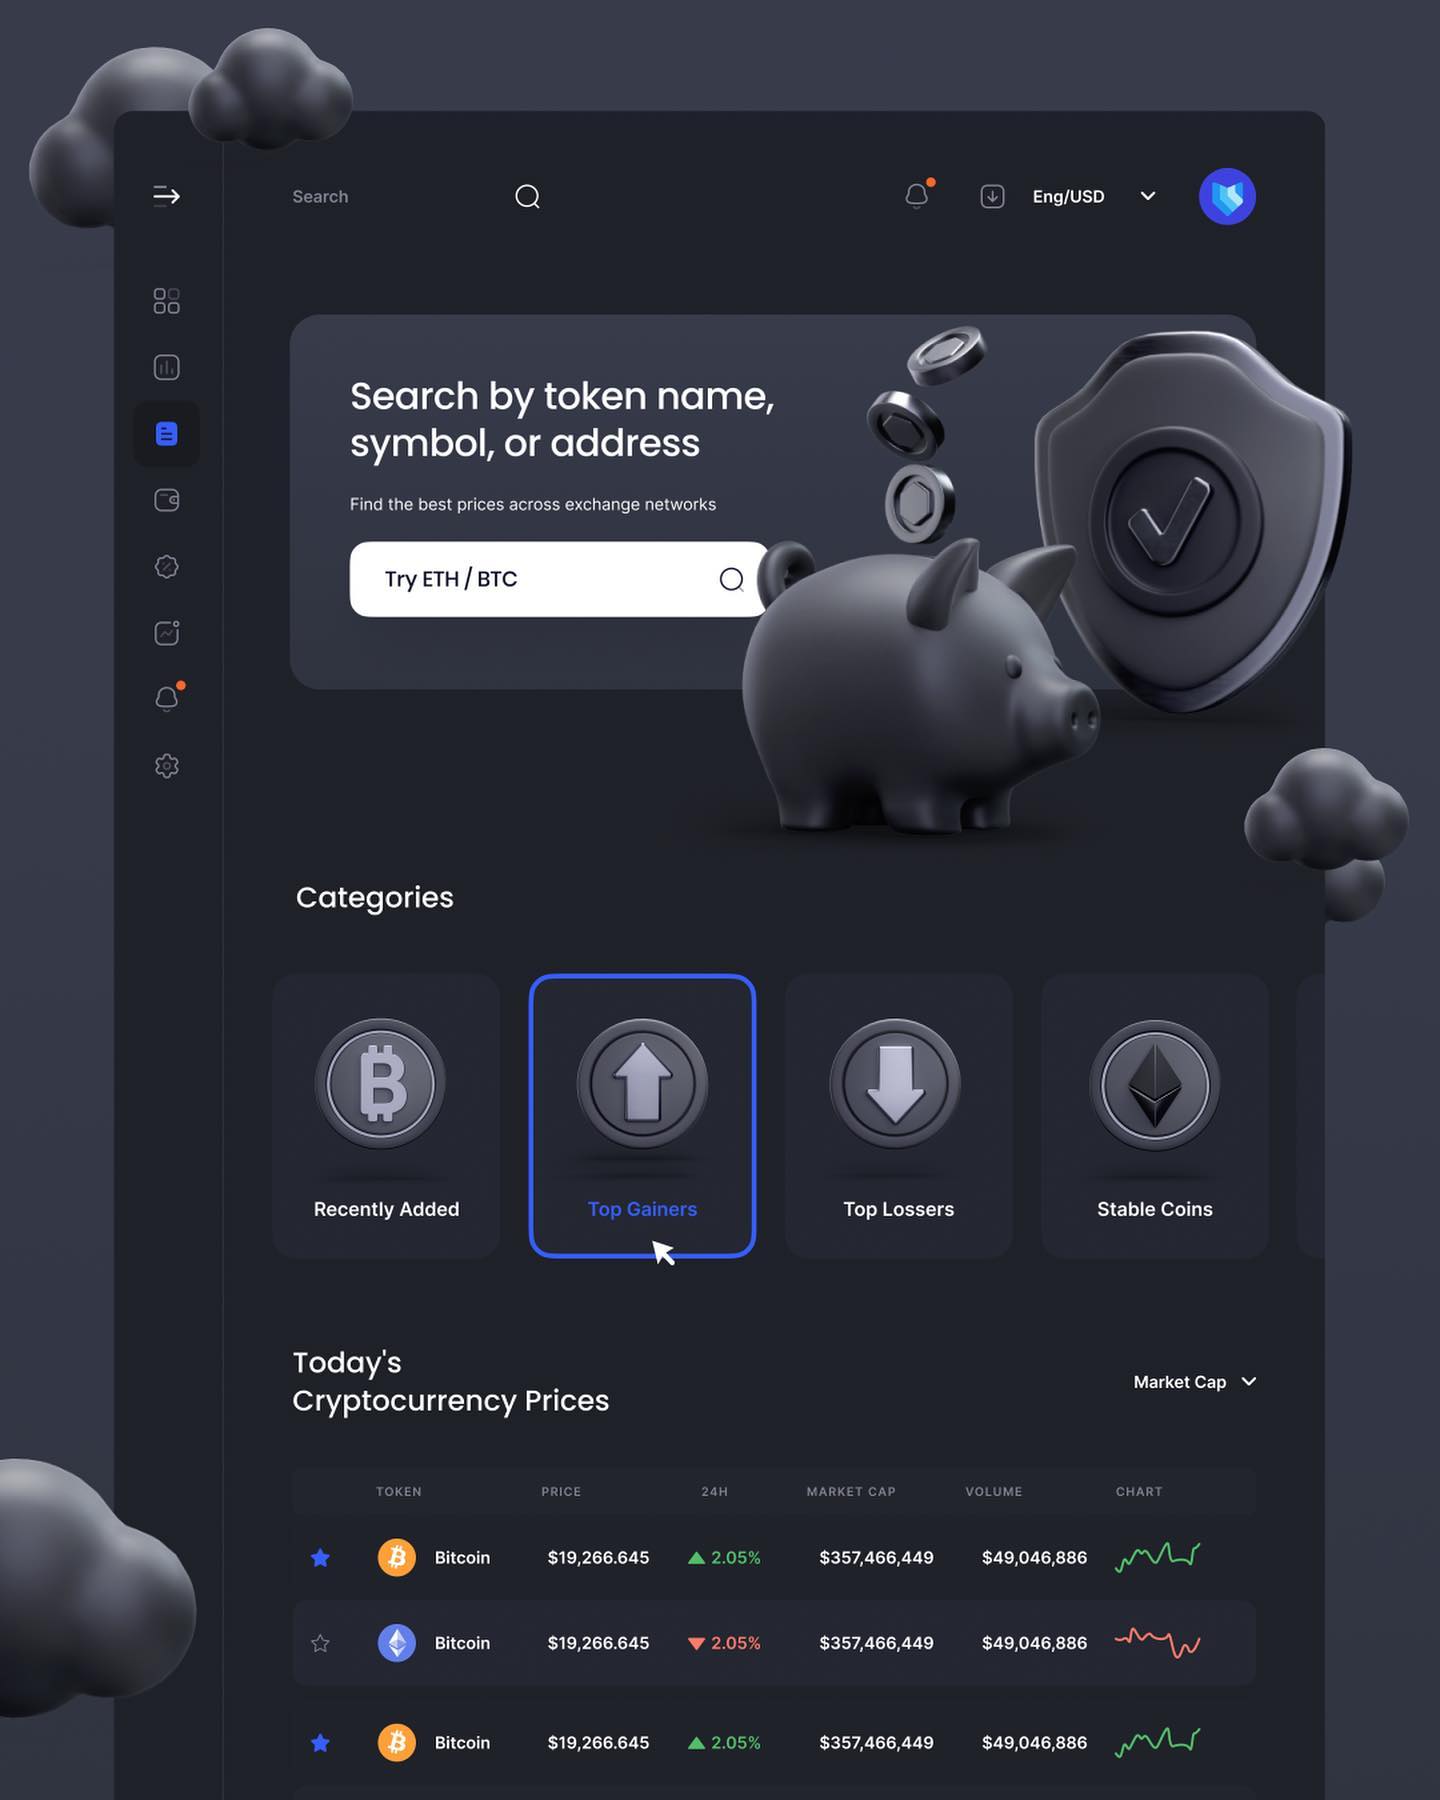 Search
Eng/USD
Search by token name,
symbol, or address
Find the best prices across exchange networks
Try ETH / BTC
Categories
Recently Added
Top Gainers
Top Lossers
Stable Coins
Today's
Cryptocurrency Prices
Market Cap
TOKEN PRICE 24H MARKET CAP VOLUME CHART
Bitcoin $19,266.645 2.05% $357,466,449 $49,046,886
Bitcoin $19,266.645 2.05% $357,466,449 $49,046,886
Bitcoin $19,266.645 2.05% $357,466,449 $49,046,886